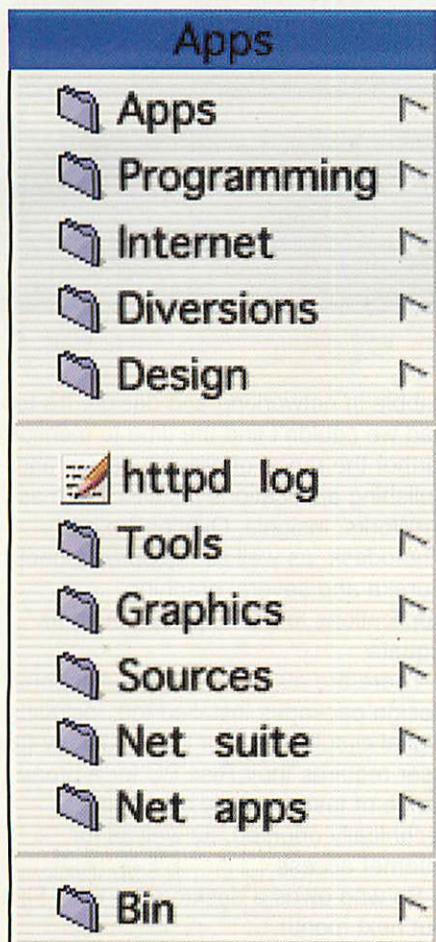 Apps
Apps
Programming
Internet
Diversions
Design
httpd log
Tools
Graphics
Sources
Net suite
Net apps
Bin